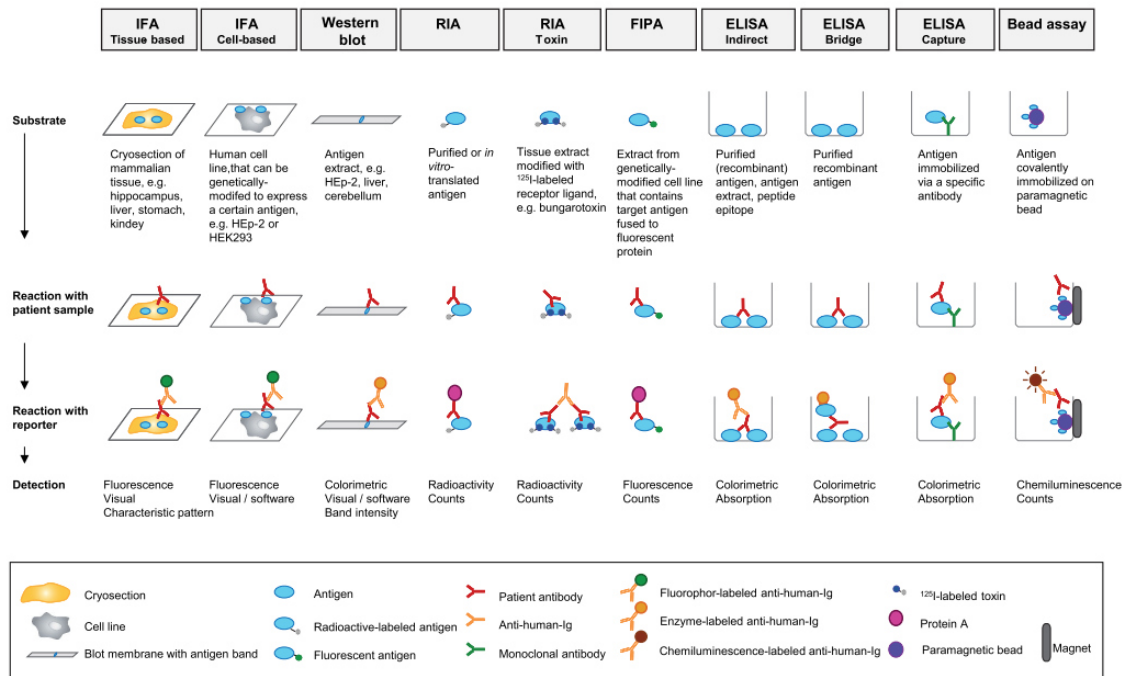 IFA
Tissue based
IFA
Cell-based
Western
blot
RIA
RIA
Toxin
FIPA
ELISA
Indirect
ELISA
Bridge
ELISA
Capture
Bead assay
Substrate
Cryosection of
mammalian
tissue, e.g.
hippocampus,
liver, stomach,
kindey
Human cell
line,that can be
genetically-
modifed to express
a certain antigen,
e.g. HEp-2 or
HEK293
Antigen
extract, e.g.
HEp-2, liver,
cerebellum
Purified or in
vitro-
translated
antigen
Tissue extract
modified with
¹²⁵I-labeled
receptor ligand,
e.g. bungarotoxin
Extract from
genetically-
modified cell line
that contains
target antigen
fused to
fluorescent
protein
Purified
(recombinant)
antigen, antigen
extract, peptide
epitope
Purified
recombinant
antigen
Antigen
immobilized
via a specific
antibody
Antigen
covalently
immobilized on
paramagnetic
bead
Reaction with
patient sample
Reaction with
reporter
Detection
Fluorescence
Visual
Characteristic pattern
Fluorescence
Visual / software
Colorimetric
Visual / software
Band intensity
Radioactivity
Counts
Radioactivity
Counts
Fluorescence
Counts
Colorimetric
Absorption
Colorimetric
Absorption
Colorimetric
Absorption
Chemiluminescence
Counts
Cryosection
Cell line
Blot membrane with antigen band
Antigen
Radioactive-labeled antigen
Fluorescent antigen
Patient antibody
Anti-human-Ig
Monoclonal antibody
Fluorophor-labeled anti-human-Ig
Enzyme-labeled anti-human-Ig
Chemiluminescence-labeled anti-human-Ig
¹²⁵I-labeled toxin
Protein A
Paramagnetic bead
Magnet